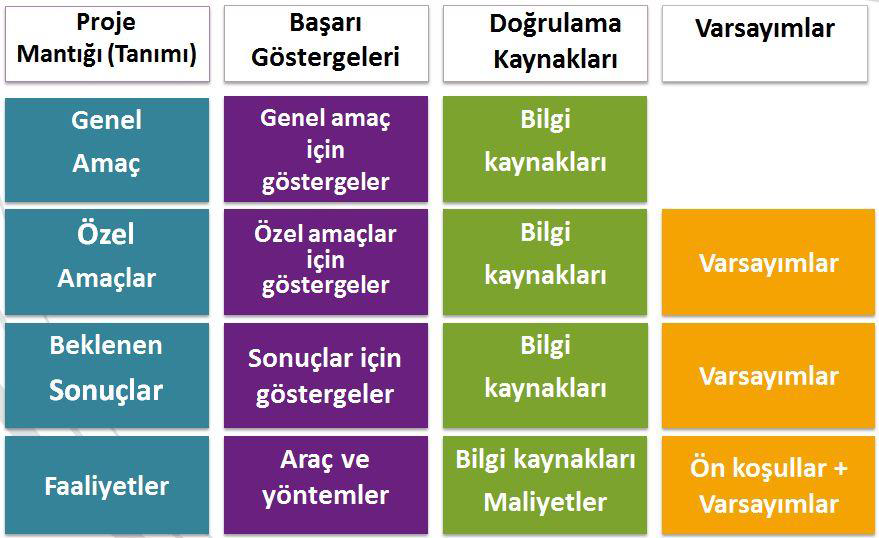 Proje
Mantığı (Tanımı)
Başarı
Göstergeleri
Doğrulama
Kaynakları
Varsayımlar
Genel
Amaç
Genel amaç
için
göstergeler
Bilgi
kaynakları
Özel
Amaçlar
Özel amaçlar
için
göstergeler
Bilgi
kaynakları
Varsayımlar
Beklenen
Sonuçlar
Sonuçlar için
göstergeler
Bilgi
kaynakları
Varsayımlar
Faaliyetler
Araç ve
yöntemler
Bilgi kaynakları
Maliyetler
Ön koşullar +
Varsayımlar